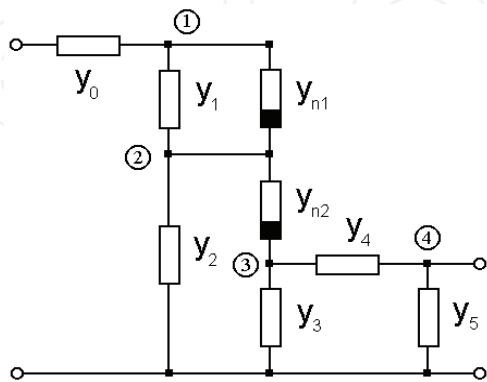 ①
y₀
y₁
yₙ₁
②
yₙ₂
y₂
y₄
④
③
y₃
y₅